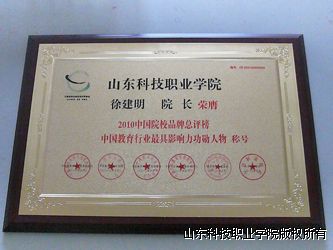 山东科技职业学院
徐建明 院 长 荣膺
2010中国院校品牌总评榜
中国教育行业最具影响力功勋人物 称号
山东科技职业学院版权所有